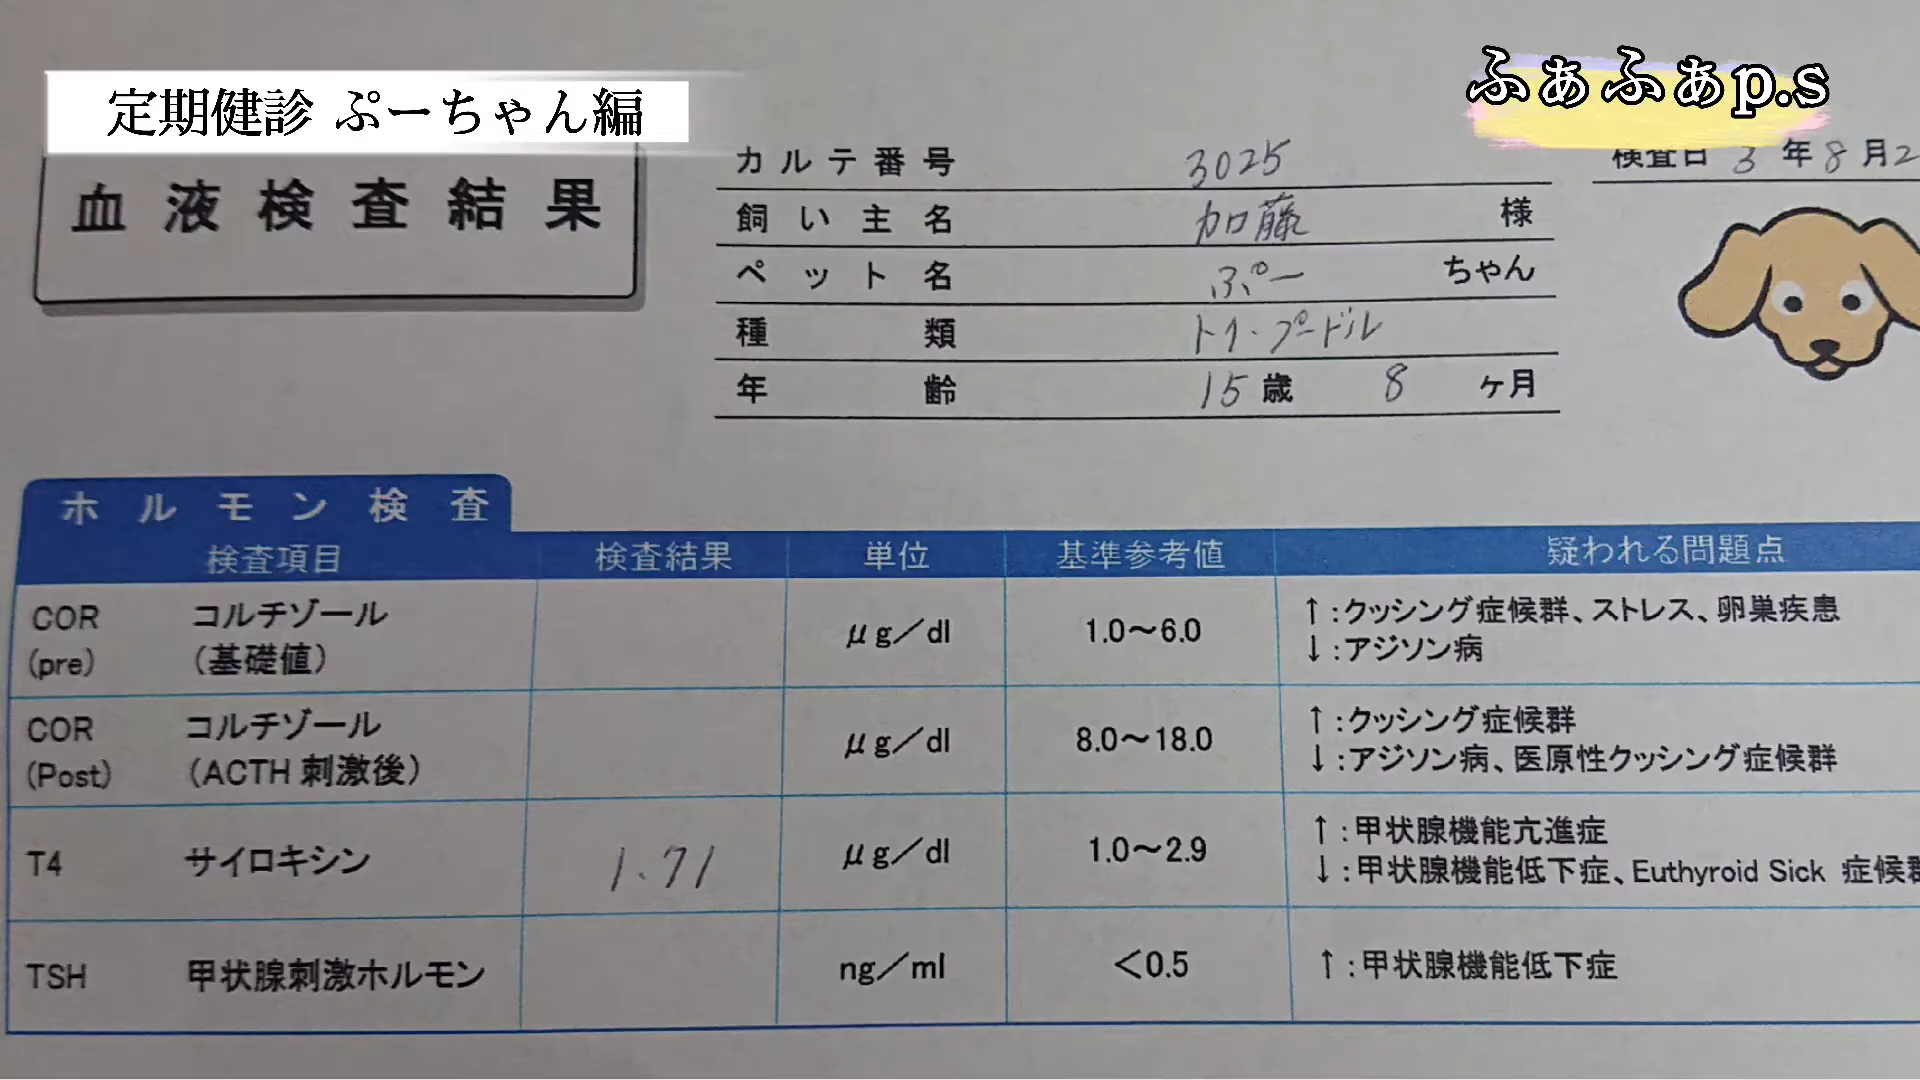 定期健診 ぷーちゃん編
ふぁふぁp.s
血液検査結果
カルテ番号 3025
検査日 3年8月2
飼い主名 加藤 様
ペット名 ぷー ちゃん
種類 トイ・プードル
年齢 15歳 8ヶ月
ホルモン検査
検査項目 検査結果 単位 基準参考値 疑われる問題点
COR コルチゾール μg/dl 1.0～6.0 ↑:クッシング症候群、ストレス、卵巣疾患
(pre) (基礎値) ↓:アジソン病
COR コルチゾール μg/dl 8.0～18.0 ↑:クッシング症候群
(Post) (ACTH刺激後) ↓:アジソン病、医原性クッシング症候群
T4 サイロキシン 1.71 μg/dl 1.0～2.9 ↑:甲状腺機能亢進症
↓:甲状腺機能低下症、Euthyroid Sick 症候群
TSH 甲状腺刺激ホルモン ng/ml <0.5 ↑:甲状腺機能低下症